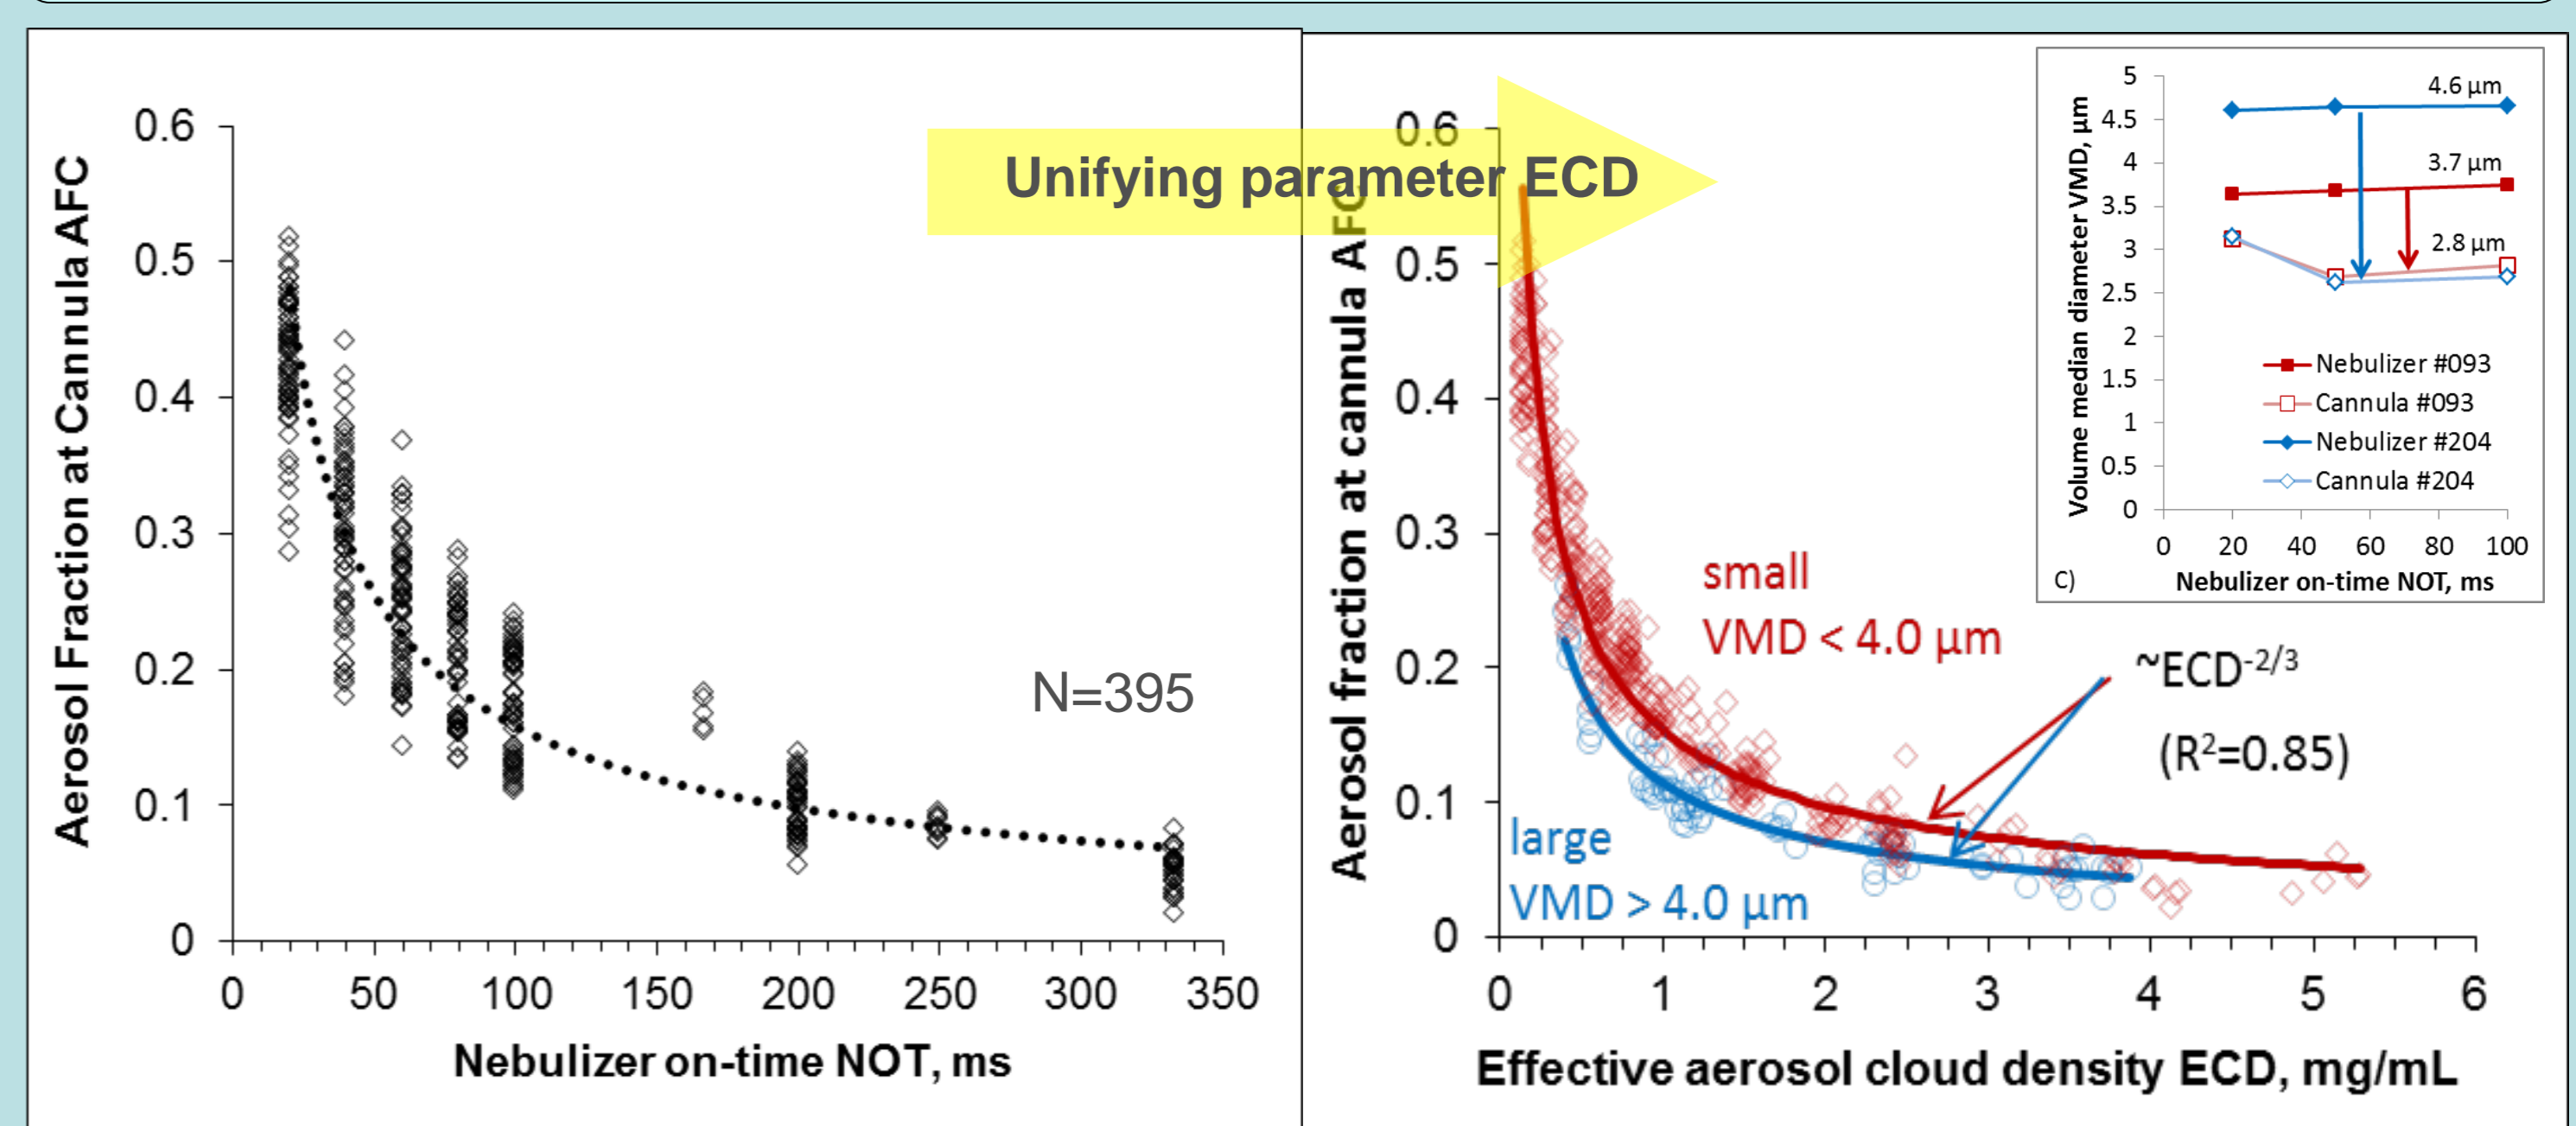 Unifying parameter ECD
Aerosol Fraction at Cannula AFC
0.6
0.5
0.4
0.3
0.2
0.1
0
N=395
0 50 100 150 200 250 300 350
Nebulizer on-time NOT, ms
Aerosol fraction at cannula AFC
0.6
0.5
0.4
0.3
0.2
0.1
0
small
VMD < 4.0 µm
~ECD-2/3
(R²=0.85)
large
VMD > 4.0 µm
0 1 2 3 4 5 6
Effective aerosol cloud density ECD, mg/mL
Volume median diameter VMD, µm
5
4.5
4
3.5
3
2.5
2
1.5
1
0.5
0
4.6 µm
3.7 µm
2.8 µm
Nebulizer #093
Cannula #093
Nebulizer #204
Cannula #204
0 20 40 60 80 100
C) Nebulizer on-time NOT, ms